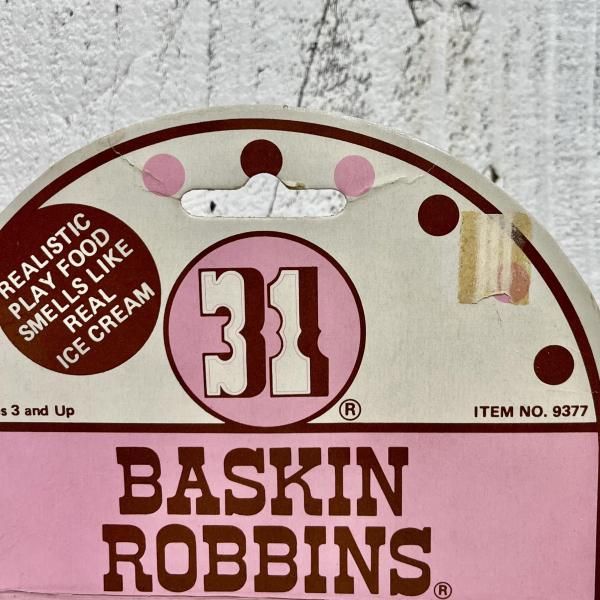 REALISTIC
PLAY FOOD
SMELLS LIKE
REAL
ICE CREAM
31
®
3 and Up
ITEM NO. 9377
BASKIN
ROBBINS®